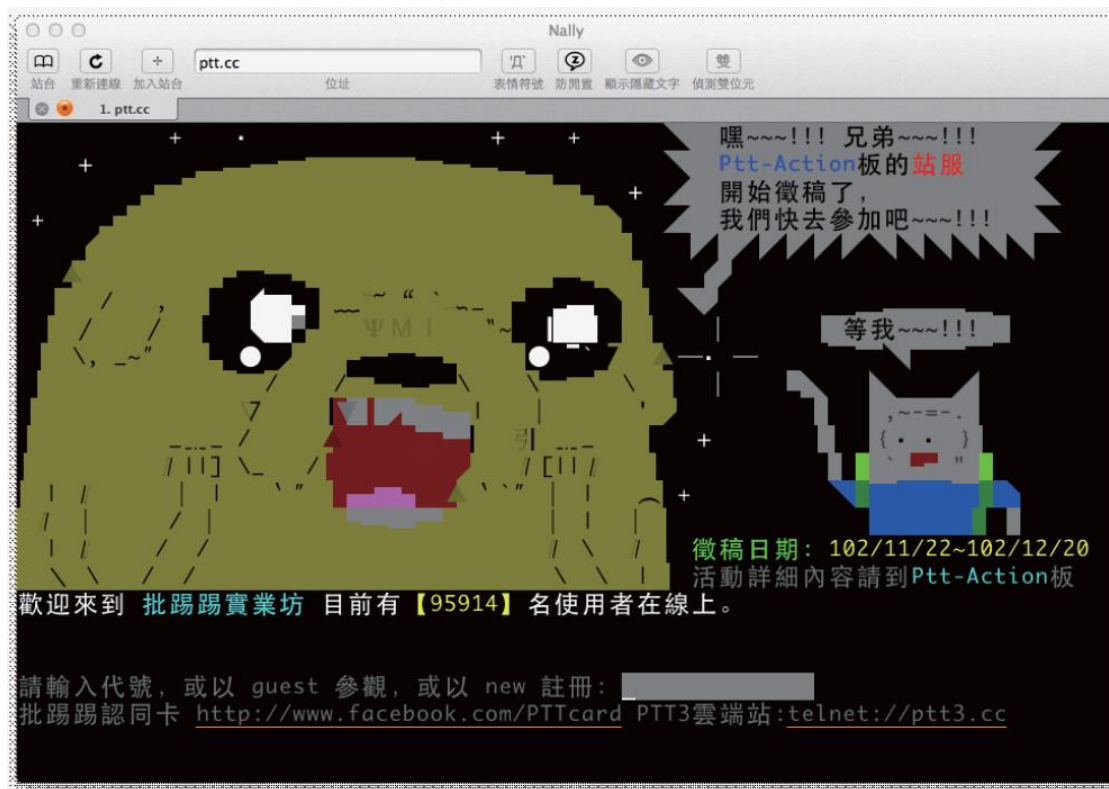 Nally
ptt.cc
站台 重新連線 加入站台 位址 表情符號 防閒置 顯示隱藏文字 偵測雙位元
雙
1. ptt.cc
嘿~~~!!! 兄弟~~~!!!
Ptt-Action板的站服
開始徵稿了,
我們快去參加吧~~~!!!
等我~~~!!!
徵稿日期: 102/11/22~102/12/20
活動詳細內容請到Ptt-Action板
歡迎來到 批踢踢實業坊 目前有【95914】名使用者在線上。
請輸入代號, 或以 guest 參觀, 或以 new 註冊:
批踢踢認同卡 http://www.facebook.com/PTTcard PTT3雲端站:telnet://ptt3.cc